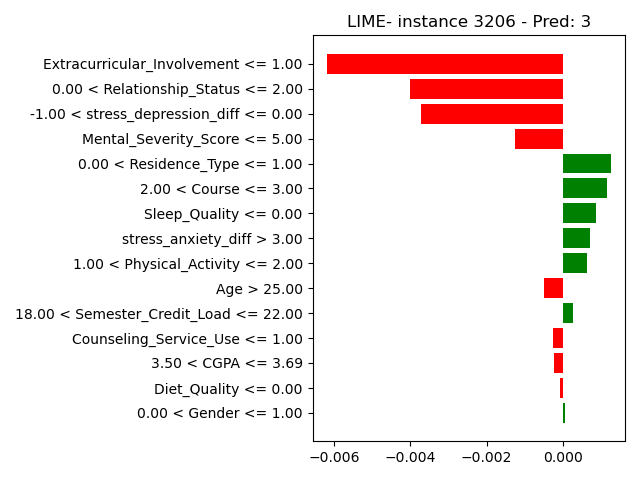 LIME- instance 3206 - Pred: 3
Extracurricular_Involvement <= 1.00
0.00 < Relationship_Status <= 2.00
-1.00 < stress_depression_diff <= 0.00
Mental_Severity_Score <= 5.00
0.00 < Residence_Type <= 1.00
2.00 < Course <= 3.00
Sleep_Quality <= 0.00
stress_anxiety_diff > 3.00
1.00 < Physical_Activity <= 2.00
Age > 25.00
18.00 < Semester_Credit_Load <= 22.00
Counseling_Service_Use <= 1.00
3.50 < CGPA <= 3.69
Diet_Quality <= 0.00
0.00 < Gender <= 1.00
−0.006 −0.004 −0.002 0.000